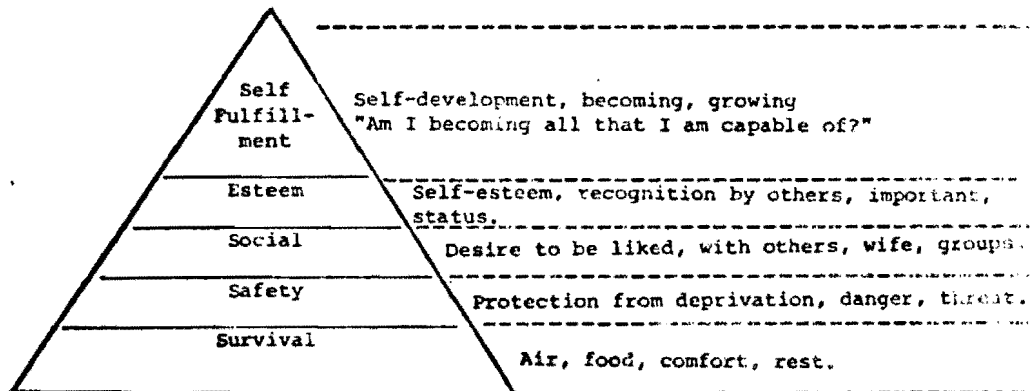 Self
Fulfill-
ment
Self-development, becoming, growing
"Am I becoming all that I am capable of?"
Esteem
Self-esteem, recognition by others, important,
status.
Social
Desire to be liked, with others, wife, groups.
Safety
Protection from deprivation, danger, threat.
Survival
Air, food, comfort, rest.